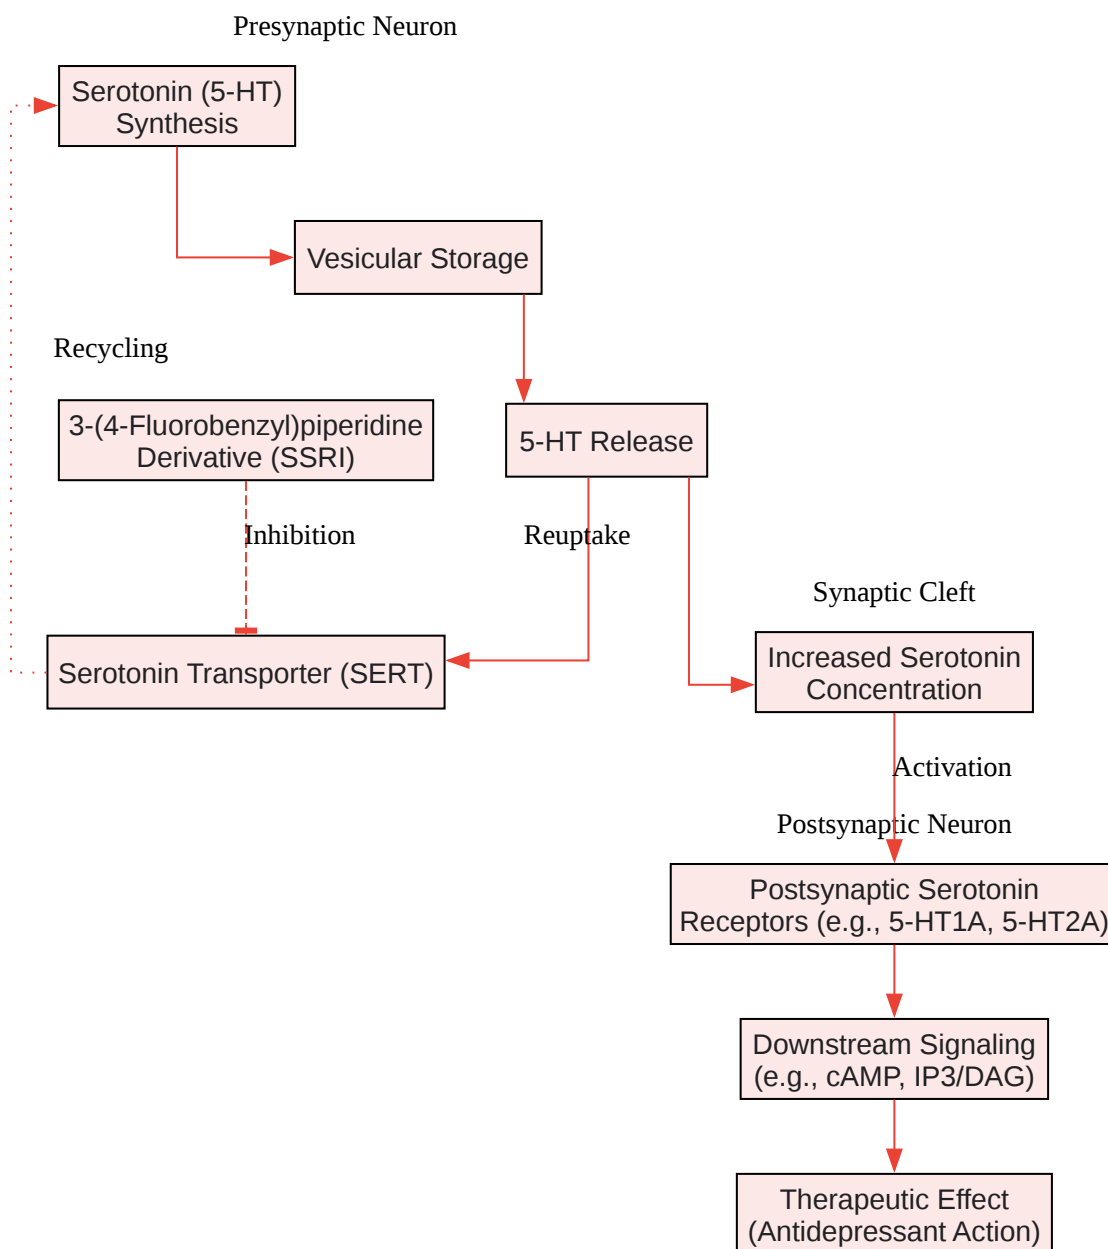 Presynaptic Neuron
Serotonin (5-HT)
Synthesis
Vesicular Storage
Recycling
3-(4-Fluorobenzyl)piperidine
Derivative (SSRI)
5-HT Release
Inhibition
Reuptake
Synaptic Cleft
Serotonin Transporter (SERT)
Increased Serotonin
Concentration
Activation
Postsynaptic Neuron
Postsynaptic Serotonin
Receptors (e.g., 5-HT1A, 5-HT2A)
Downstream Signaling
(e.g., cAMP, IP3/DAG)
Therapeutic Effect
(Antidepressant Action)